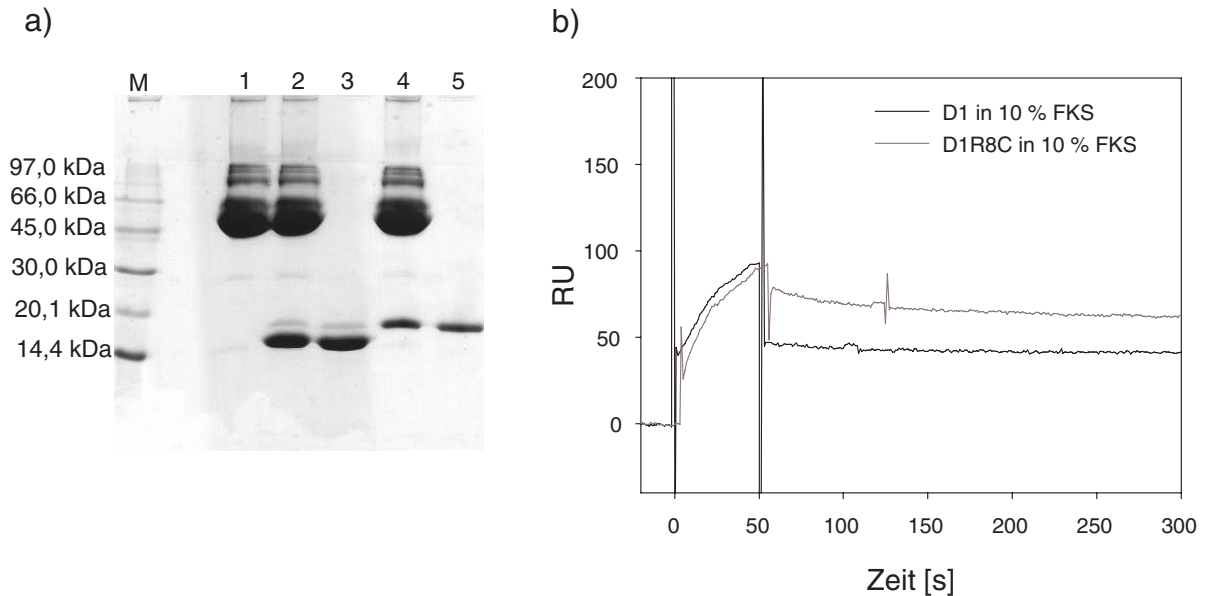 a)
M 1 2 3 4 5
97,0 kDa
66,0 kDa
45,0 kDa
30,0 kDa
20,1 kDa
14,4 kDa
b)
200
150
100
50
0
RU
D1 in 10 % FKS
D1R8C in 10 % FKS
0 50 100 150 200 250 300
Zeit [s]